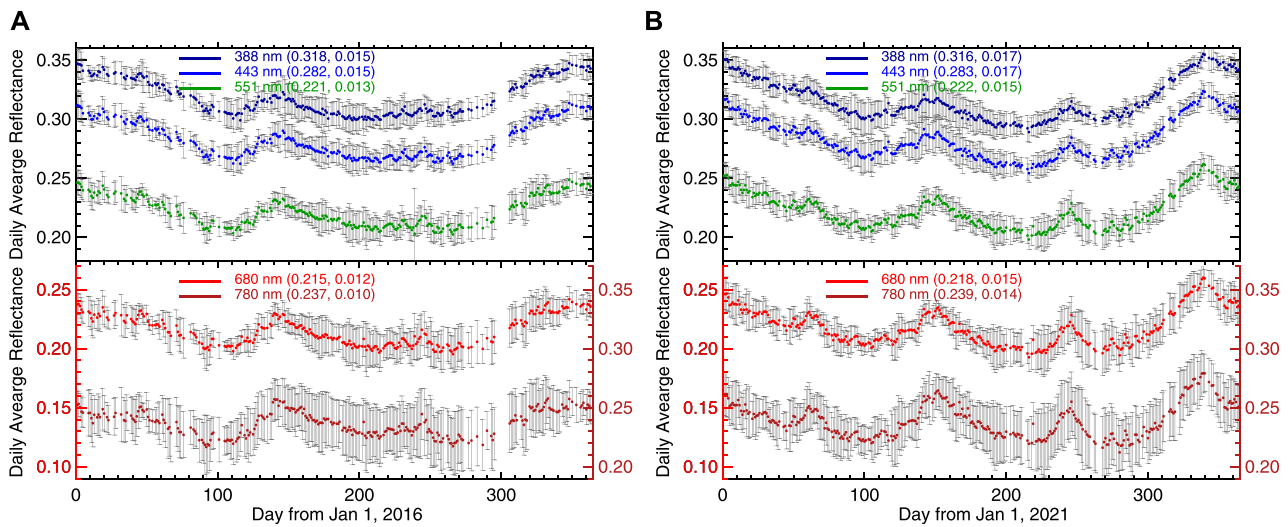 A
B
0.35
0.30
0.25
0.20
Daily Avearge Reflectance
388 nm (0.318, 0.015)
443 nm (0.282, 0.015)
551 nm (0.221, 0.013)
0.35
0.30
0.25
0.20
Daily Avearge Reflectance
388 nm (0.316, 0.017)
443 nm (0.283, 0.017)
551 nm (0.222, 0.015)
0.25
0.20
0.15
0.10
Daily Avearge Reflectance
680 nm (0.215, 0.012)
780 nm (0.237, 0.010)
0.35
0.30
0.25
0.20
0 100 200 300
Day from Jan 1, 2016
0.25
0.20
0.15
0.10
Daily Avearge Reflectance
680 nm (0.218, 0.015)
780 nm (0.239, 0.014)
0.35
0.30
0.25
0.20
0 100 200 300
Day from Jan 1, 2021